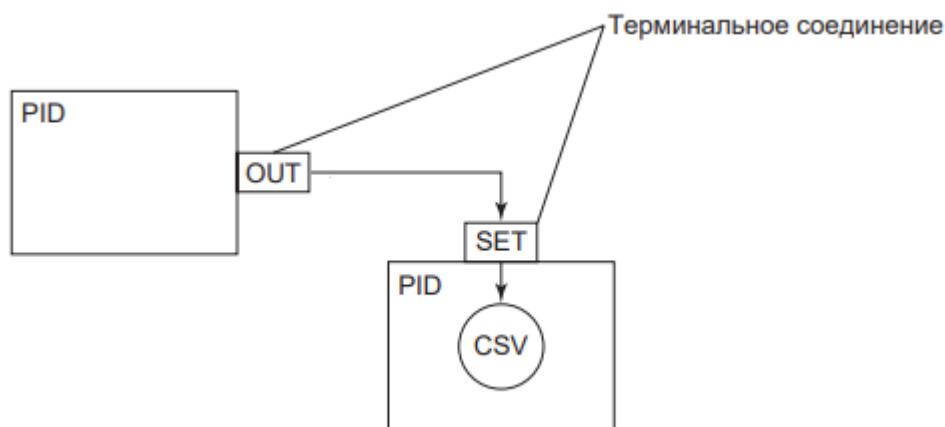 Терминальное соединение
PID
OUT
SET
PID
CSV